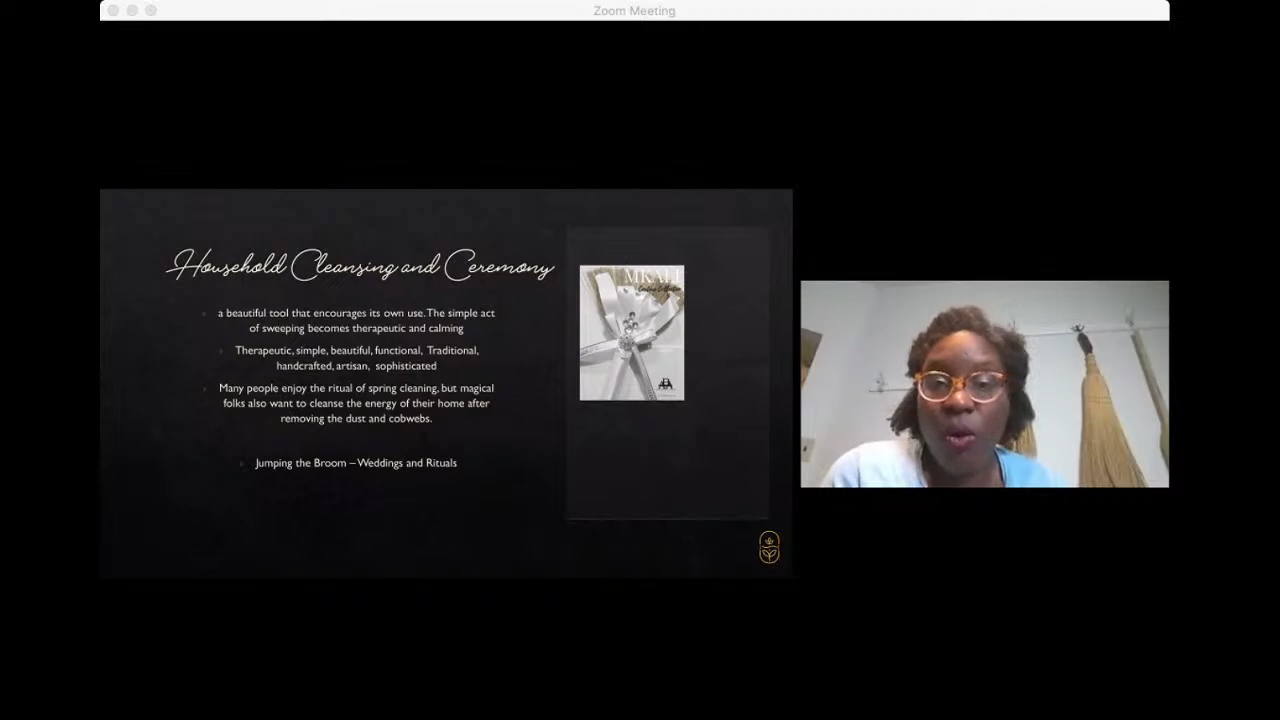 Zoom Meeting
Household Cleansing and Ceremony
a beautiful tool that encourages its own use. The simple act
of sweeping becomes therapeutic and calming
Therapeutic, simple, beautiful, functional, Traditional,
handcrafted, artisan, sophisticated
Many people enjoy the ritual of spring cleaning, but magical
folks also want to cleanse the energy of their home after
removing the dust and cobwebs.
Jumping the Broom – Weddings and Rituals
MKALI